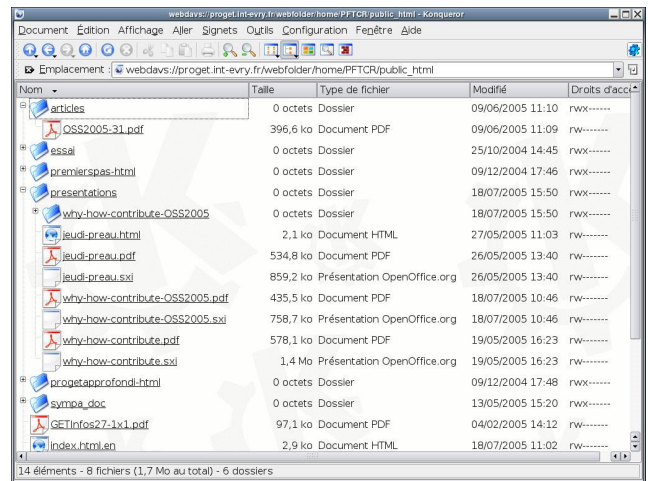 webdavs://proget.int-evry.fr/webfolder/home/PFTCR/public_html - Konqueror
Document Édition Affichage Aller Signets Outils Configuration Fenêtre Aide
Emplacement : webdavs://proget.int-evry.fr/webfolder/home/PFTCR/public_html
Nom Taille Type de fichier Modifié Droits d'accè
articles 0 octets Dossier 09/06/2005 11:10 rwx------
OSS2005-31.pdf 396,6 ko Document PDF 09/06/2005 11:09 rw-------
essai 0 octets Dossier 25/10/2004 14:45 rwx------
premierspas-html 0 octets Dossier 09/12/2004 17:46 rwx------
presentations 0 octets Dossier 18/07/2005 15:50 rwx------
why-how-contribute-OSS2005 0 octets Dossier 18/07/2005 15:50 rwx------
jeudi-preau.html 2,1 ko Document HTML 27/05/2005 11:03 rw-------
jeudi-preau.pdf 534,8 ko Document PDF 26/05/2005 13:40 rw-------
jeudi-preau.sxi 859,2 ko Présentation OpenOffice.org 26/05/2005 13:40 rw-------
why-how-contribute-OSS2005.pdf 435,5 ko Document PDF 18/07/2005 10:46 rw-------
why-how-contribute-OSS2005.sxi 758,7 ko Présentation OpenOffice.org 18/07/2005 10:46 rw-------
why-how-contribute.pdf 578,1 ko Document PDF 19/05/2005 16:23 rw-------
why-how-contribute.sxi 1,4 Mo Présentation OpenOffice.org 19/05/2005 16:23 rw-------
progetapprofondi-html 0 octets Dossier 09/12/2004 17:48 rwx------
sympa_doc 0 octets Dossier 13/05/2005 15:20 rwx------
GETInfos27-1x1.pdf 97,1 ko Document PDF 04/02/2005 14:12 rw-------
index.html.en 2,9 ko Document HTML 18/07/2005 11:02 rw-------
14 éléments - 8 fichiers (1,7 Mo au total) - 6 dossiers